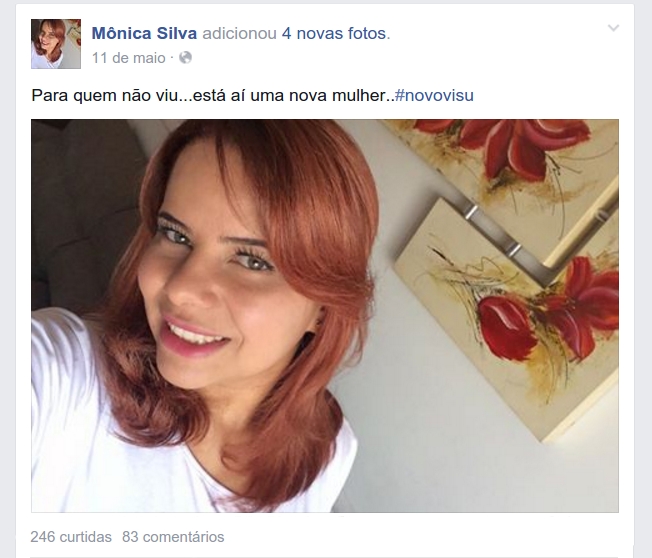 Mônica Silva adicionou 4 novas fotos.
11 de maio ·
Para quem não viu...está aí uma nova mulher..#novovisu
246 curtidas 83 comentários